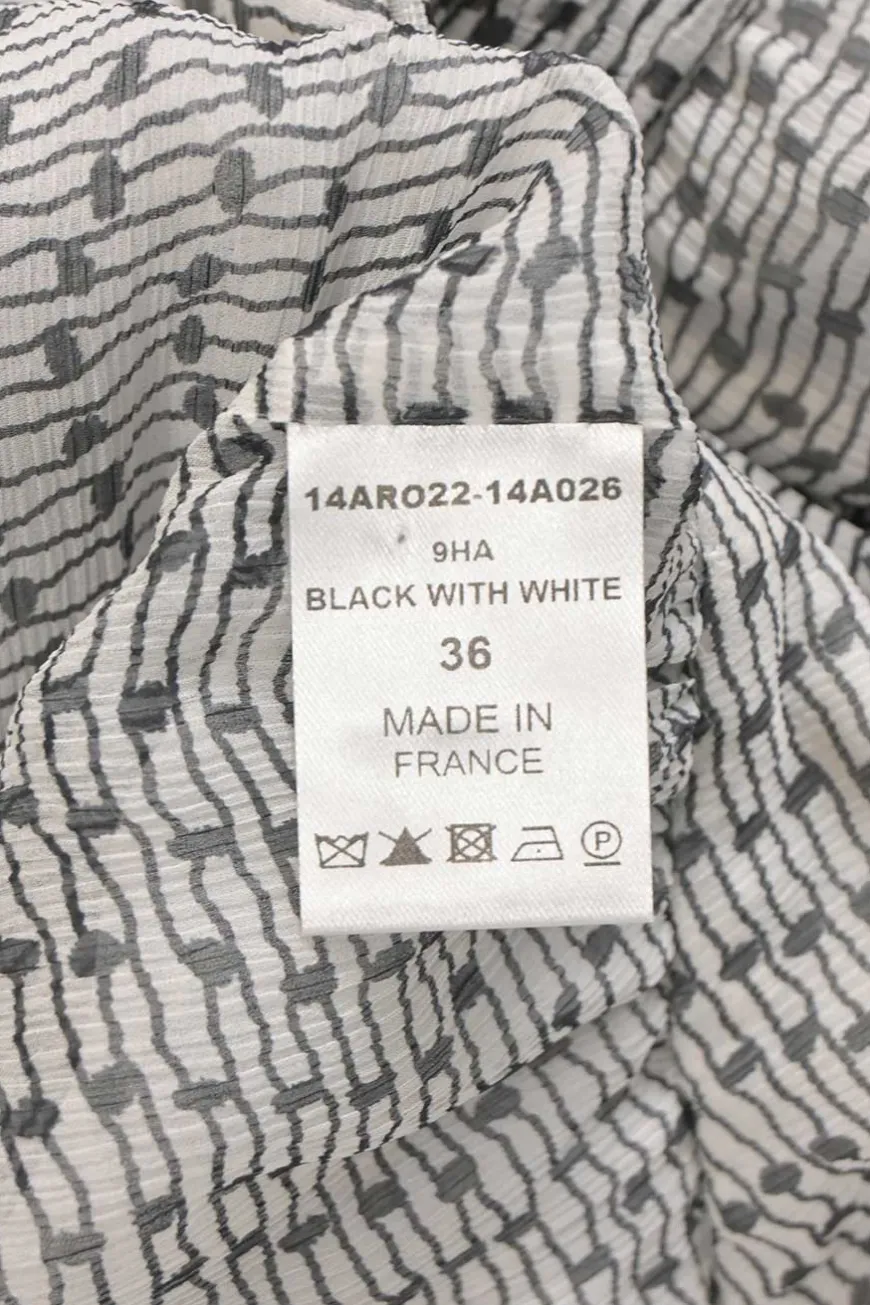 14ARO22-14A026
9HA
BLACK WITH WHITE
36
MADE IN
FRANCE
P